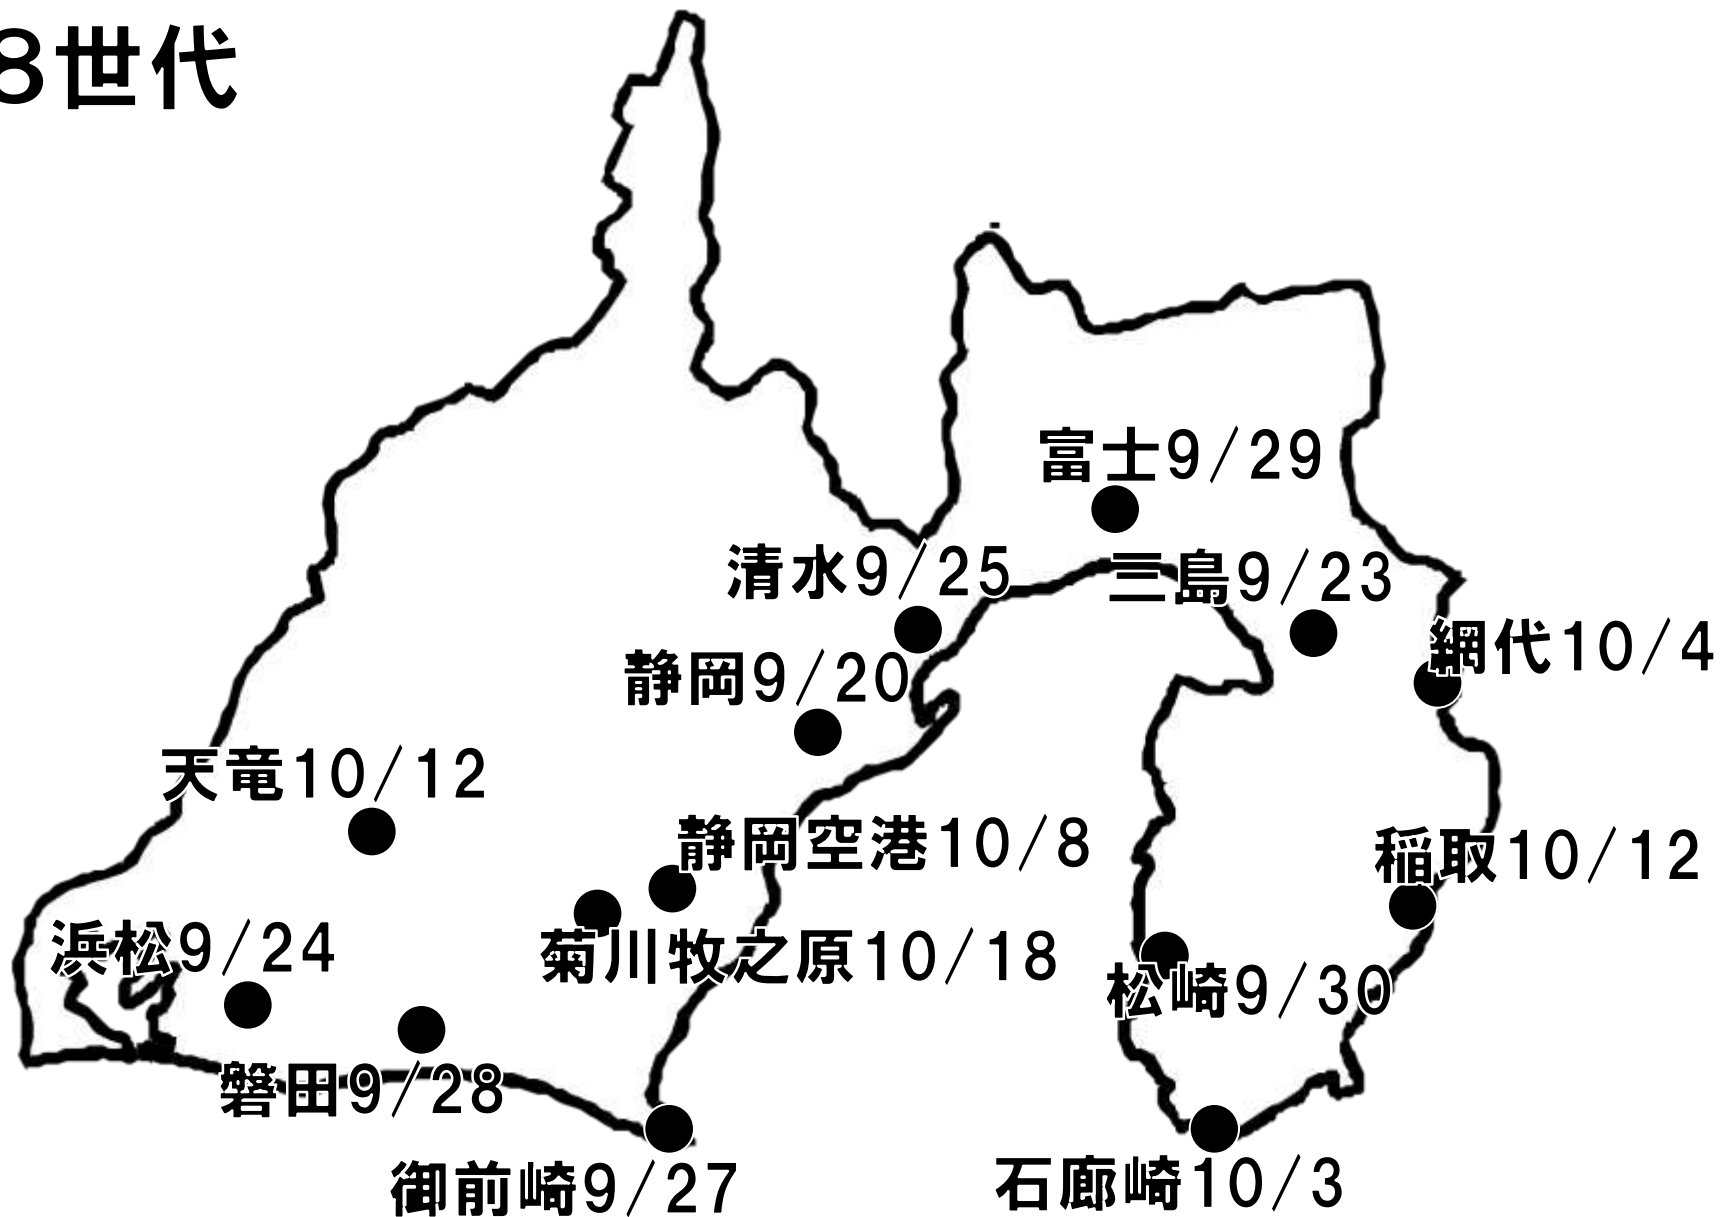 8世代
富士9/29
清水9/25
三島9/23
網代10/4
静岡9/20
天竜10/12
静岡空港10/8
稲取10/12
浜松9/24
菊川牧之原10/18
松崎9/30
磐田9/28
御前崎9/27
石廊崎10/3